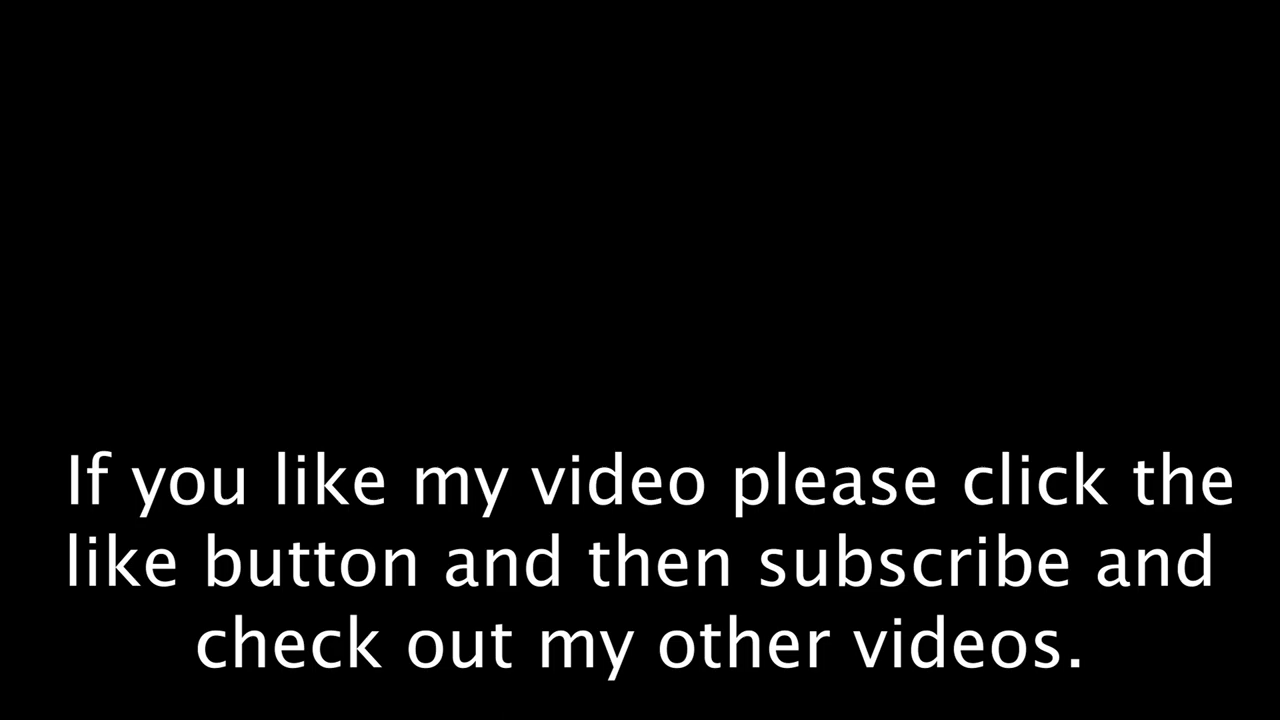 If you like my video please click the
like button and then subscribe and
check out my other videos.